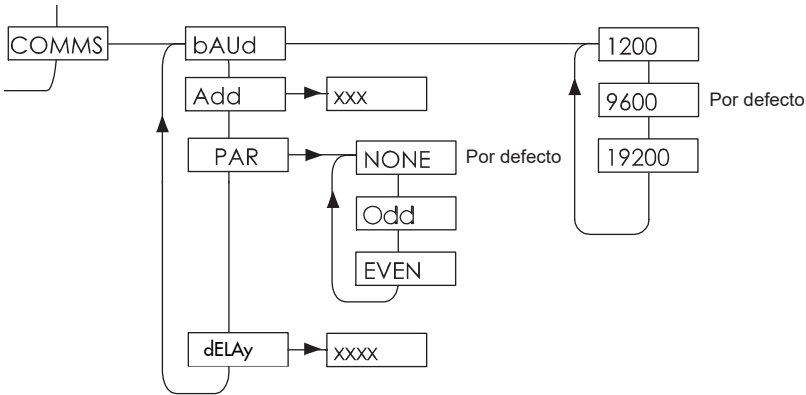 COMMS
bAUd
1200
Add
xxx
9600
Por defecto
PAR
NONE
Por defecto
19200
Odd
EVEN
dELAy
xxxx